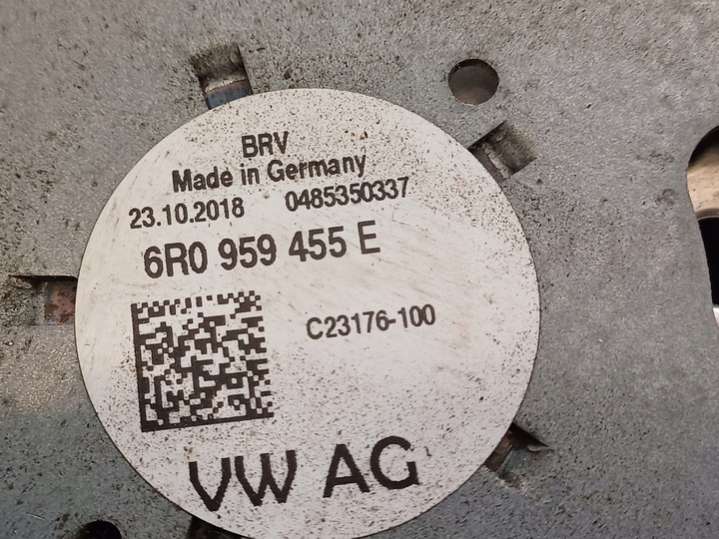 BRV
Made in Germany
23.10.2018 0485350337
6R0 959 455 E
C23176-100
VW AG